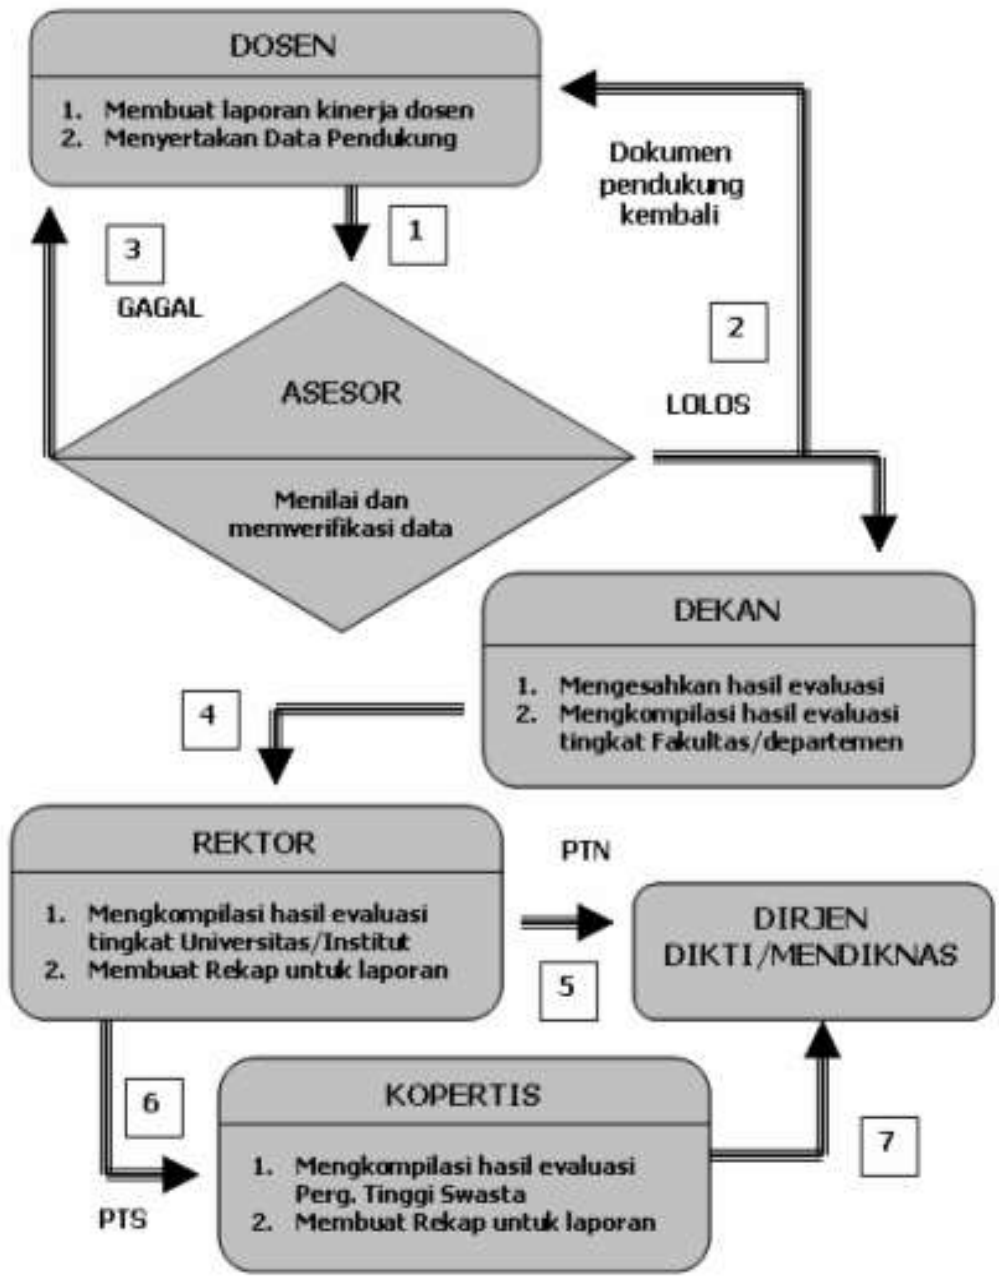 DOSEN
1. Membuat laporan kinerja dosen
2. Menyertakan Data Pendukung
Dokumen
pendukung
kembali
1
3
GAGAL
2
LOLOS
ASESOR
Menilai dan
memverifikasi data
DEKAN
1. Mengesahkan hasil evaluasi
2. Mengkompilasi hasil evaluasi
tingkat Fakultas/departemen
4
REKTOR
1. Mengkompilasi hasil evaluasi
tingkat Universitas/Institut
2. Membuat Rekap untuk laporan
PTN
5
DIRJEN
DIKTI/MENDIKNAS
6
PTS
KOPERTIS
1. Mengkompilasi hasil evaluasi
Perg. Tinggi Swasta
2. Membuat Rekap untuk laporan
7